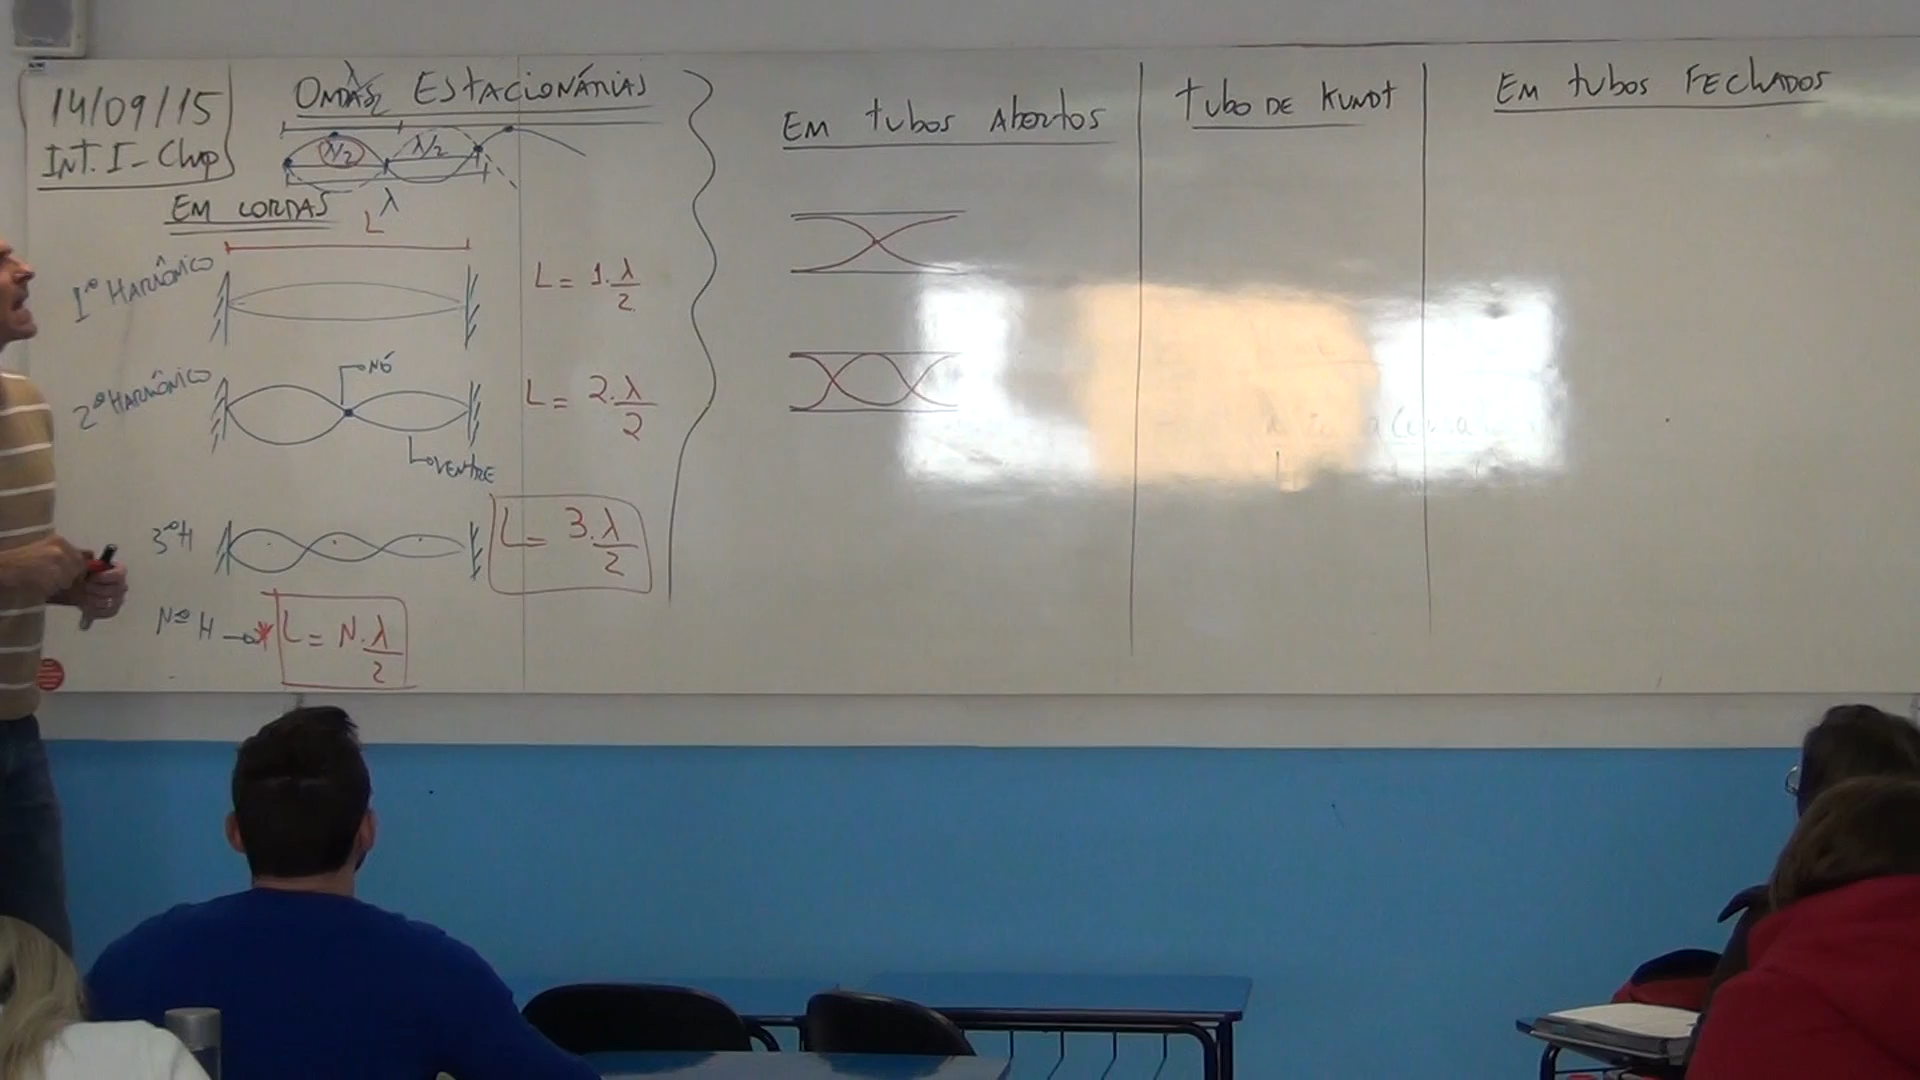 14/09/15
INT. I - Chap
ONDAS ESTACIONÁRIAS
λ
λ/2
λ/2
λ
EM CORDAS
L
1º HARMÔNICO
L = 1.λ/2
2º HARMÔNICO
NÓ
VENTRE
L = 2.λ/2
3º H
L = 3.λ/2
Nº H → * L = N.λ/2
EM tubos Abertos
tubo DE KUNDT
EM tubos FECHADOS